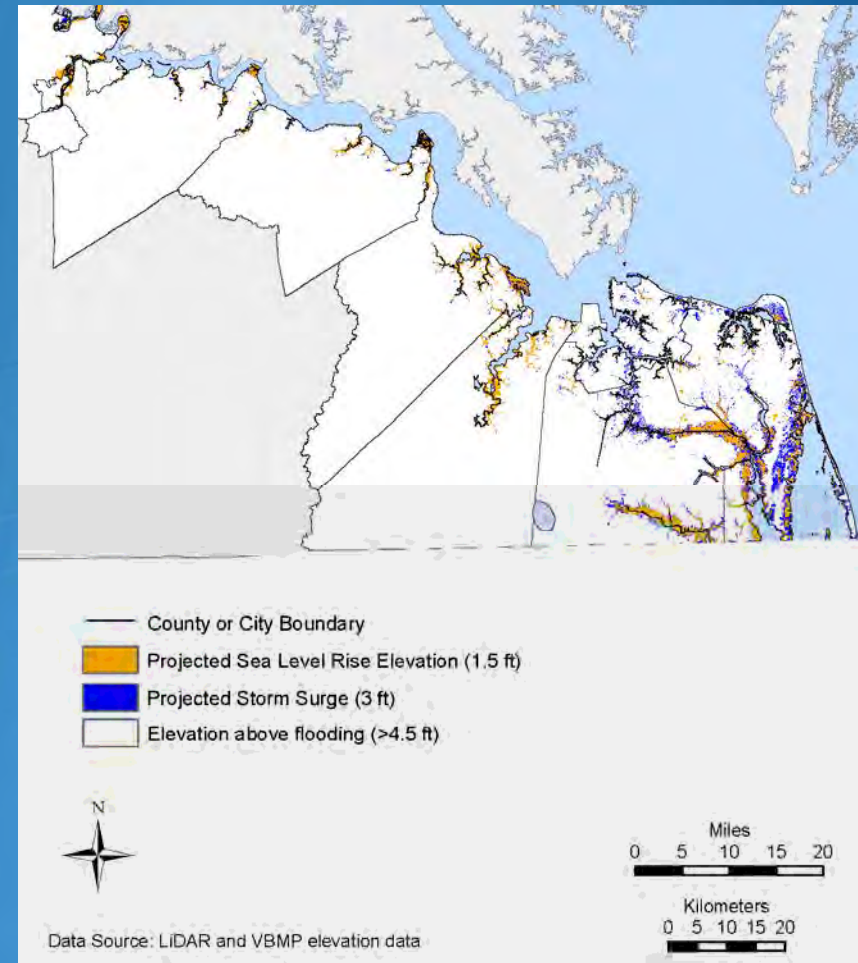 County or City Boundary
Projected Sea Level Rise Elevation (1.5 ft)
Projected Storm Surge (3 ft)
Elevation above flooding (>4.5 ft)
N
Miles
0 5 10 15 20
Kilometers
0 5 10 15 20
Data Source: LiDAR and VBMP elevation data